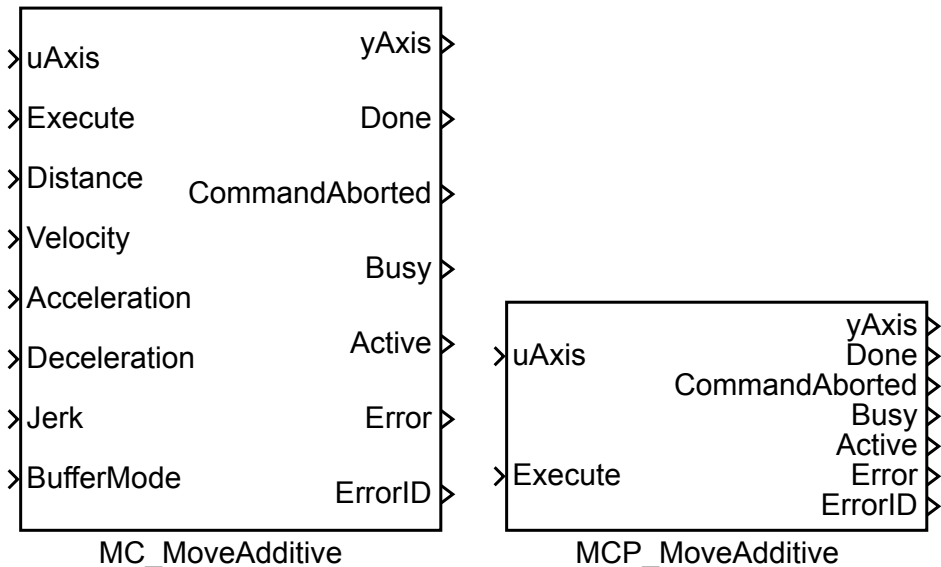 uAxis
Execute
Distance
Velocity
Acceleration
Deceleration
Jerk
BufferMode
yAxis
Done
CommandAborted
Busy
Active
Error
ErrorID
MC_MoveAdditive
uAxis
Execute
yAxis
Done
CommandAborted
Busy
Active
Error
ErrorID
MCP_MoveAdditive